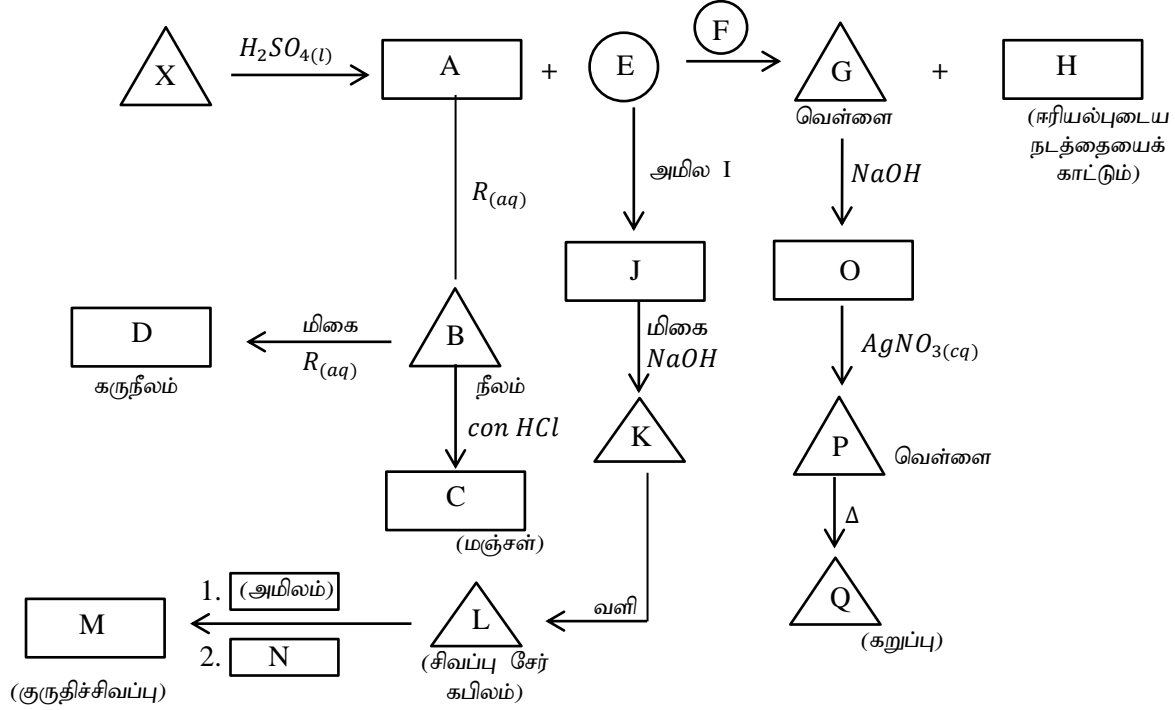 X
H₂SO₄₍ₗ₎
A
+
E
F
G
வெள்ளை
+
H
(ஈரியல்புடைய
நடத்தையைக்
காட்டும்)
R₍aq₎
அமில I
NaOH
J
O
D
கருநீலம்
மிகை
R₍aq₎
B
நீலம்
மிகை
NaOH
AgNO₃₍cq₎
con HCl
K
P
வெள்ளை
C
(மஞ்சள்)
Δ
Q
(கறுப்பு)
M
(குருதிச்சிவப்பு)
1. (அமிலம்)
2. N
L
(சிவப்பு சேர்
கபிலம்)
வளி